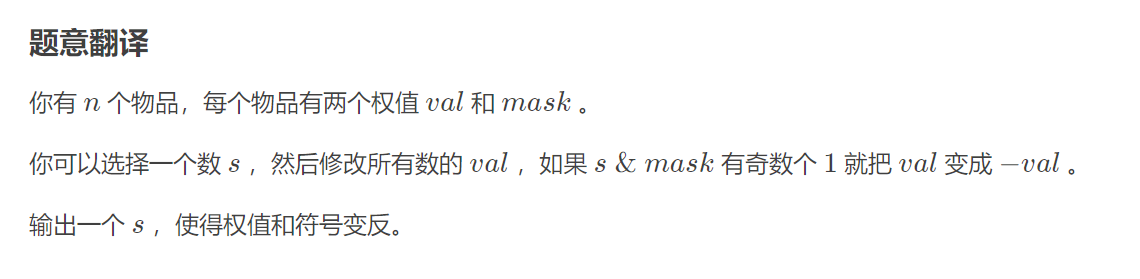 题意翻译
你有 n 个物品，每个物品有两个权值 val 和 mask 。
你可以选择一个数 s ，然后修改所有数的 val ，如果 s & mask 有奇数个 1 就把 val 变成 −val 。
输出一个 s ，使得权值和符号变反。